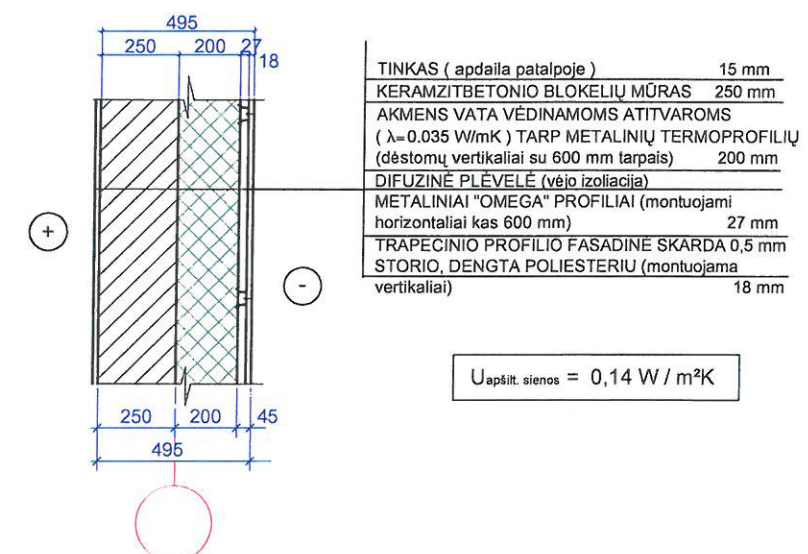 495
250 200 27
18
TINKAS ( apdaila patalpoje ) 15 mm
KERAMZITBETONIO BLOKELIŲ MŪRAS 250 mm
AKMENS VATA VĖDINAMOMS ATITVAROMS
( λ=0.035 W/mK ) TARP METALINIŲ TERMOPROFILIŲ
(dėstomų vertikaliai su 600 mm tarpais) 200 mm
DIFUZINĖ PLĖVELĖ (vėjo izoliacija)
METALINIAI "OMEGA" PROFILIAI (montuojami
horizontaliai kas 600 mm) 27 mm
TRAPECINIO PROFILIO FASADINĖ SKARDA 0,5 mm
STORIO, DENGTA POLIESTERIU (montuojama
vertikaliai) 18 mm
+
-
Uapšilt. sienos = 0,14 W / m²K
250 200 45
495